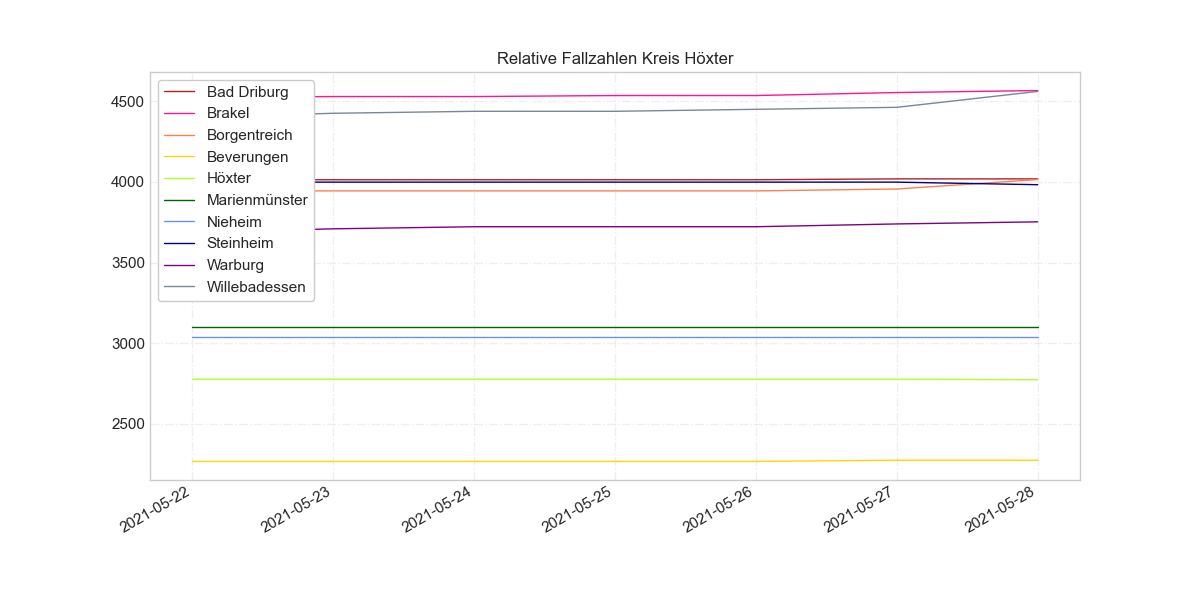 Relative Fallzahlen Kreis Höxter
4500
4000
3500
3000
2500
Bad Driburg
Brakel
Borgentreich
Beverungen
Höxter
Marienmünster
Nieheim
Steinheim
Warburg
Willebadessen
2021-05-22
2021-05-23
2021-05-24
2021-05-25
2021-05-26
2021-05-27
2021-05-28